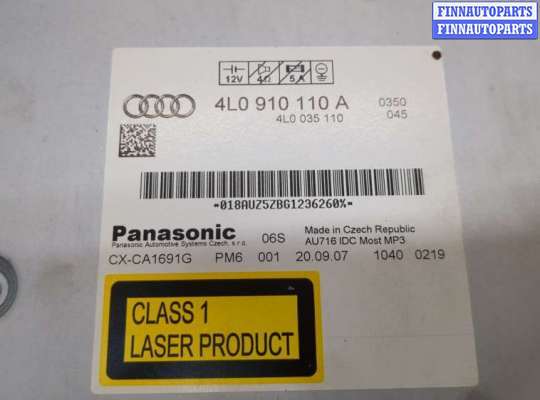 FINNAUTOPARTS
FINNAUTOPARTS
12V 4Ω 5A
4L0 910 110 A 0350
4L0 035 110 045
*018AUZ5ZBG1236260%*
Panasonic 06S Made in Czech Republic
Panasonic Automotive Systems Czech, s.r.o. AU716 IDC Most MP3
CX-CA1691G PM6 001 20.09.07 1040 0219
CLASS 1
LASER PRODUCT